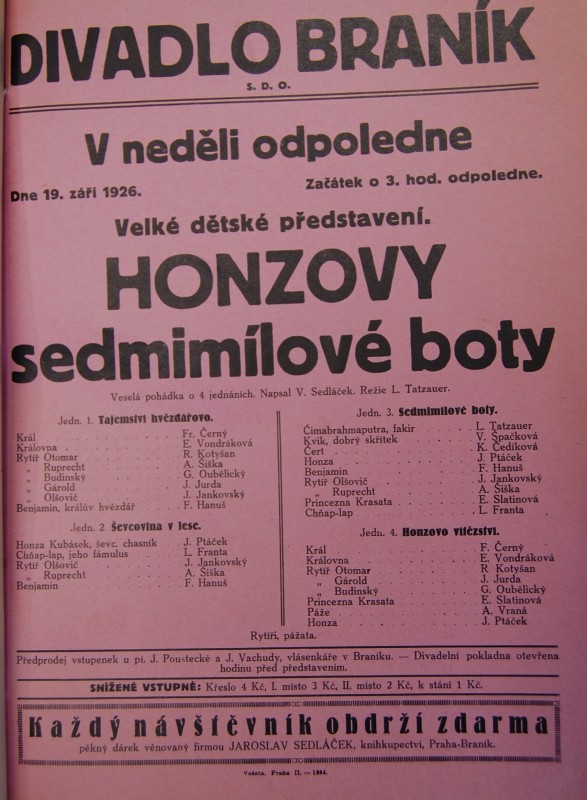 DIVADLO BRANÍK
S. D. O.
V neděli odpoledne
Dne 19. září 1926.
Začátek o 3. hod. odpoledne.
Velké dětské představení.
HONZOVY
sedmimílové boty
Veselá pohádka o 4 jednáních. Napsal V. Sedláček. Režie L. Tatzauer.
Jedn. 1. Tajemství hvězdářovo.
Král . . . . . Fr. Černý
Královna . . . . . E. Vondráková
Rytíř Otomar . . . . . R. Kotyšan
„ Ruprecht . . . . . A. Šiška
„ Budinský . . . . . G. Oubělický
„ Gárold . . . . . J. Jurda
„ Olšovič . . . . . J. Jankovský
Benjamin, králův hvězdář . . F. Hanuš
Jedn. 2. Ševcovina v lese.
Honza Kubásek, ševc. chasník J. Ptáček
Chňap-lap, jeho fámulus . . L. Franta
Rytíř Olšovič . . . . . J. Jankovský
„ Ruprecht . . . . . A. Šiška
Benjamin . . . . . F. Hanuš
Jedn. 3. Sedmimílové boty.
Čimabrahmaputra, fakir . . . L. Tatzauer
Kvik, dobrý skřítek . . . V. Špačková
Čert . . . . . K. Čedíková
Honza . . . . . J. Ptáček
Benjamin . . . . . F. Hanuš
Rytíř Olšovič . . . . . J. Jankovský
„ Ruprecht . . . . . A. Šiška
Princezna Krasata . . . . E. Slatinová
Chňap-lap . . . . . L. Franta
Jedn. 4. Honzovo vítězství.
Král . . . . . F. Černý
Královna . . . . . E. Vondráková
Rytíř Otomar . . . . . R Kotyšan
„ Gárold . . . . . J. Jurda
„ Budínský . . . . . G. Oubělický
Princezna Krasata . . . . E. Slatinová
Páže . . . . . A. Vraná
Honza . . . . . J. Ptáček
Rytíři, pážata.
Předprodej vstupenek u pí. J. Poustecké a J. Vachudy, vlásenkáře v Braníku. — Divadelní pokladna otevřena
hodinu před představením.
SNÍŽENÉ VSTUPNÉ: Křeslo 4 Kč, I. místo 3 Kč, II. místo 2 Kč, k stání 1 Kč.
Každý návštěvník obdrží zdarma
pěkný dárek věnovaný firmou JAROSLAV SEDLÁČEK, knihkupectví, Praha-Braník.
Praha II. — 1864.